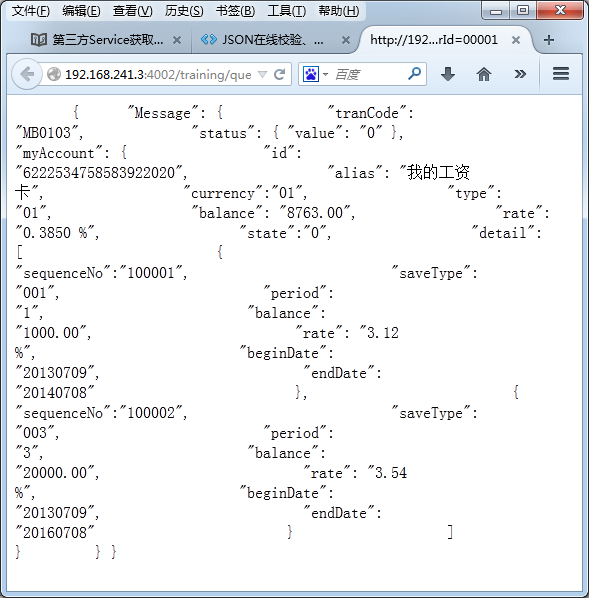 文件(F) 编辑(E) 查看(V) 历史(S) 书签(B) 工具(T) 帮助(H)
第三方Service获取... JSON在线校验、... http://192...rId=00001
192.168.241.3:4002/training/que 百度
{ "Message": { "tranCode":
"MB0103", "status": { "value": "0" },
"myAccount": { "id":
"6222534758583922020", "alias": "我的工资
卡", "currency":"01", "type":
"01", "balance": "8763.00", "rate":
"0.3850 %", "state":"0", "detail":
[ {
"sequenceNo":"100001", "saveType":
"001", "period":
"1", "balance":
"1000.00", "rate": "3.12
%", "beginDate":
"20130709", "endDate":
"20140708" }, {
"sequenceNo":"100002", "saveType":
"003", "period":
"3", "balance":
"20000.00", "rate": "3.54
%", "beginDate":
"20130709", "endDate":
"20160708" } ]
} } }